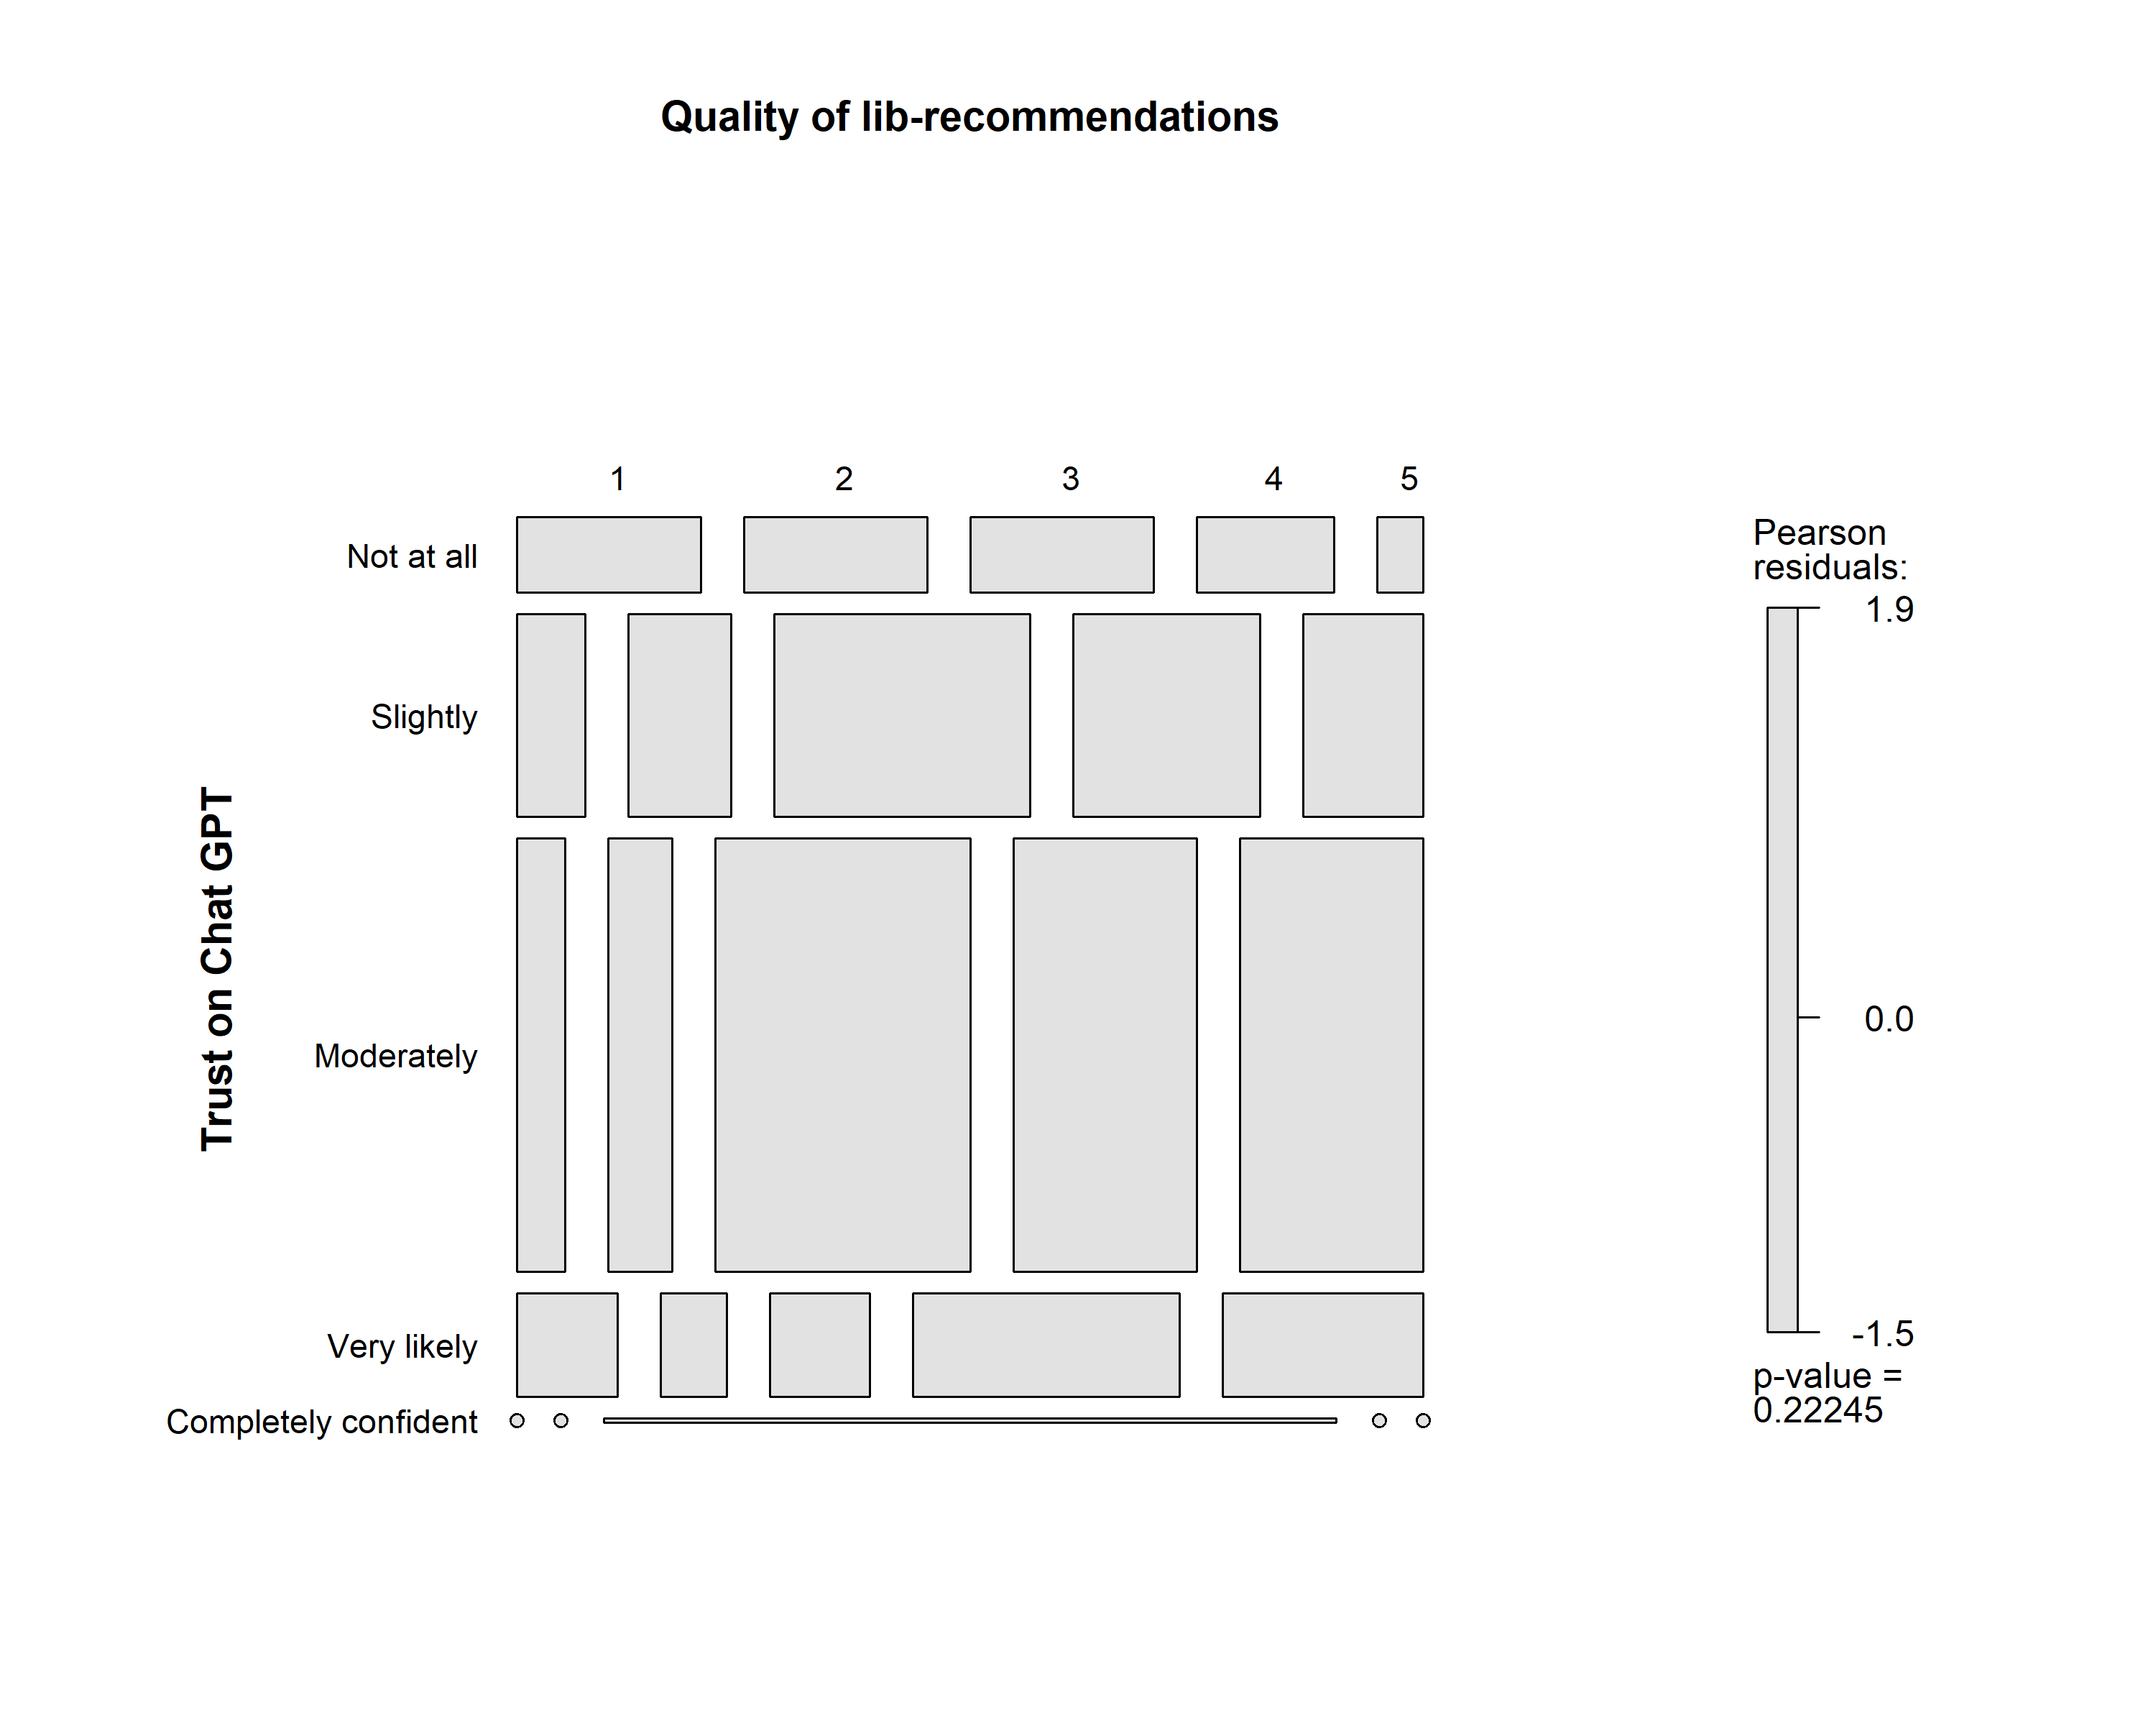 Quality of lib-recommendations
1 2 3 4 5
Trust on Chat GPT
Not at all
Slightly
Moderately
Very likely
Completely confident
Pearson
residuals:
1.9
0.0
-1.5
p-value =
0.22245